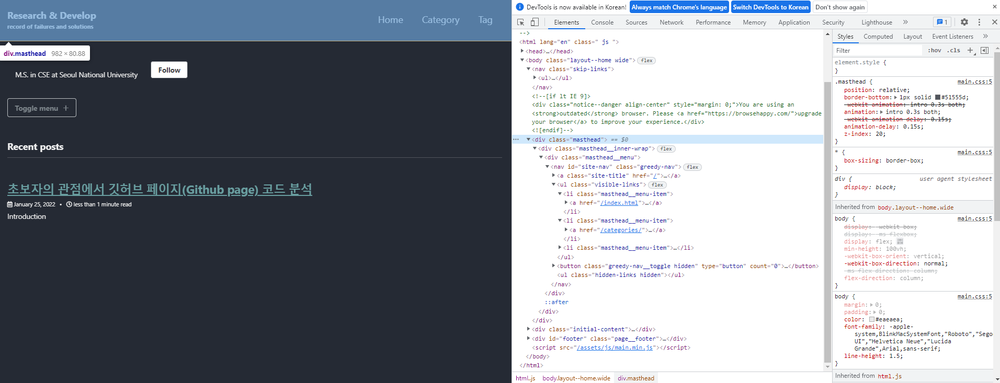 Research & Develop
record of failures and solutions
Home Category Tag
div.masthead 982 × 80.88
M.S. in CSE at Seoul National University
Follow
Toggle menu
Recent posts
초보자의 관점에서 깃허브 페이지(Github page) 코드 분석
January 25, 2022 • less than 1 minute read
Introduction
DevTools is now available in Korean! Always match Chrome's language Switch DevTools to Korean Don't show again
Elements Console Sources Network Performance Memory Application Security Lighthouse 1
-->
<html lang="en" class=" js ">
<head>…</head>
<body class="layout--home wide"> flex
<nav class="skip-links">
<ul>…</ul>
</nav>
<!--[if lt IE 9]>
<div class="notice--danger align-center" style="margin: 0;">You are using an
<strong>outdated</strong> browser. Please <a href="https://browsehappy.com/">upgrade
your browser</a> to improve your experience.</div>
<![endif]-->
<div class="masthead"> == $0
<div class="masthead__inner-wrap"> flex
<div class="masthead__menu">
<nav id="site-nav" class="greedy-nav"> flex
<a class="site-title" href="/">…</a>
<ul class="visible-links"> flex
<li class="masthead__menu-item">
<a href="/index.html">…</a>
</li>
<li class="masthead__menu-item">
<a href="/categories/">…</a>
</li>
<li class="masthead__menu-item">…</li>
</ul>
<button class="greedy-nav__toggle hidden" type="button" count="0">…</button>
<ul class="hidden-links hidden"></ul>
</nav>
</div>
::after
</div>
</div>
<div class="initial-content">…</div>
<div id="footer" class="page__footer">…</div>
<script src="/assets/js/main.min.js"></script>
</body>
</html>
html.js body.layout--home.wide div.masthead
Styles Computed Layout Event Listeners
Filter :hov .cls
element.style {
}
.masthead { main.css:5
position: relative;
border-bottom: 1px solid #51555d;
-webkit-animation: intro 0.3s both;
animation: intro 0.3s both;
-webkit-animation-delay: 0.15s;
animation-delay: 0.15s;
z-index: 20;
}
* { main.css:5
box-sizing: border-box;
}
div { user agent stylesheet
display: block;
}
Inherited from body.layout--home.wide
body { main.css:5
display: -webkit-box;
display: -ms-flexbox;
display: flex;
min-height: 100vh;
-webkit-box-orient: vertical;
-webkit-box-direction: normal;
-ms-flex-direction: column;
flex-direction: column;
}
body { main.css:5
margin: 0;
padding: 0;
color: #eaeaea;
font-family: -apple-
system,BlinkMacSystemFont,"Roboto","Sego
UI","Helvetica Neue","Lucida
Grande",Arial,sans-serif;
line-height: 1.5;
}
Inherited from html.js